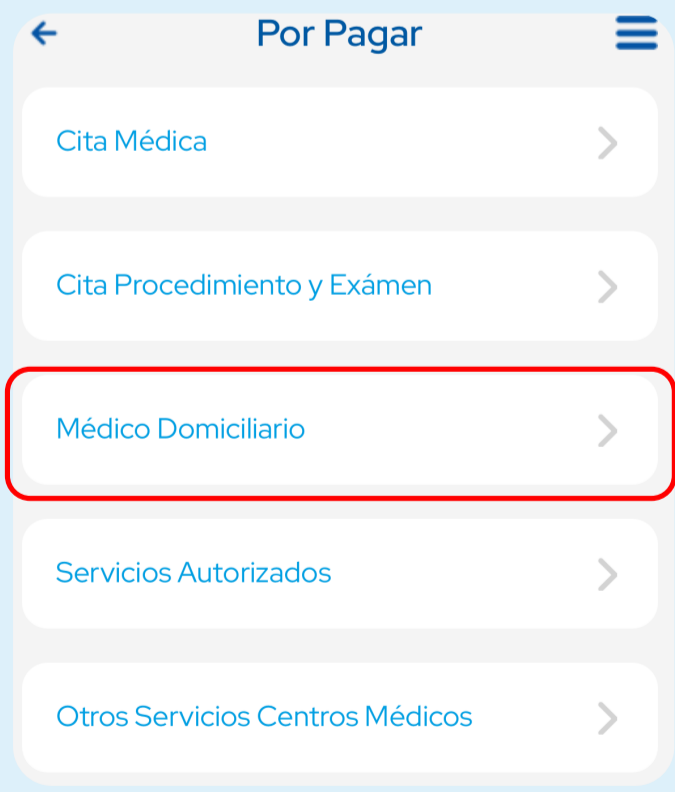 Por Pagar
Cita Médica
Cita Procedimiento y Exámen
Médico Domiciliario
Servicios Autorizados
Otros Servicios Centros Médicos